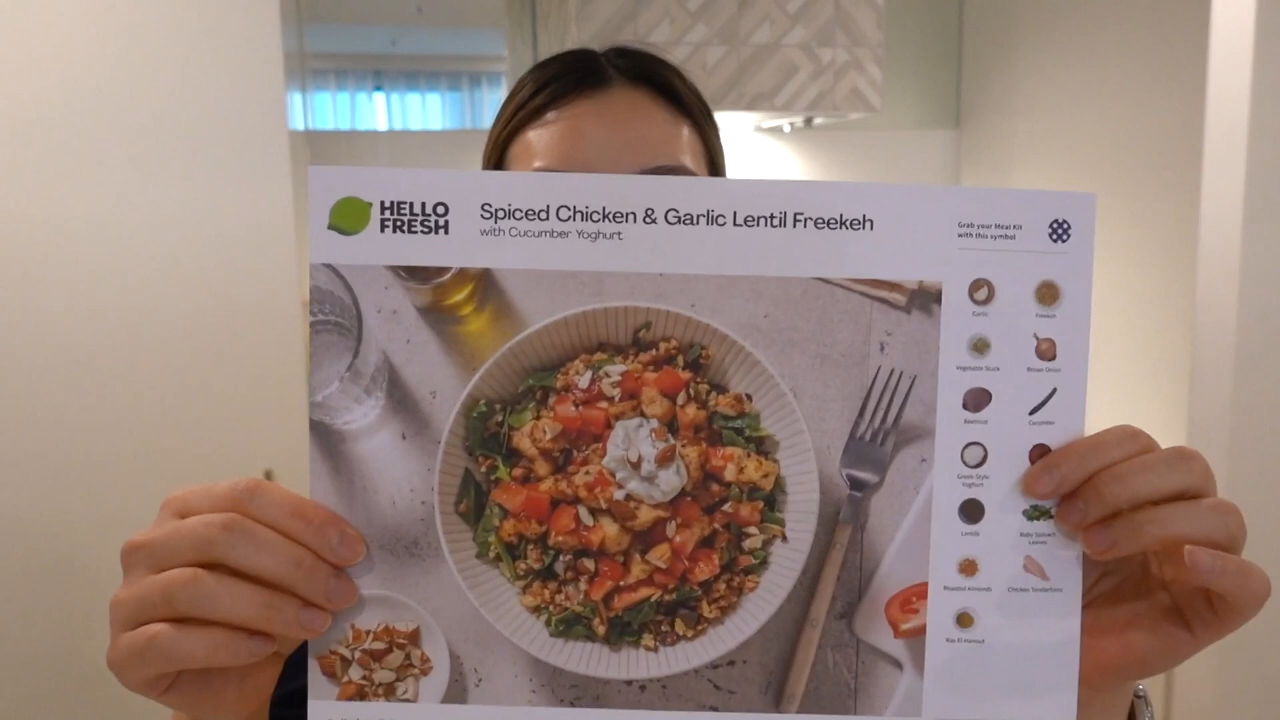 HELLO
FRESH
Spiced Chicken & Garlic Lentil Freekeh
with Cucumber Yoghurt
Grab your Meal Kit
with this symbol
Garlic
Freekeh
Vegetable Stock
Brown Onion
Beetroot
Cucumber
Greek-Style
Yoghurt
Lentils
Baby Spinach
Leaves
Roasted Almonds
Chicken Tenderloins
Ras El Hanout